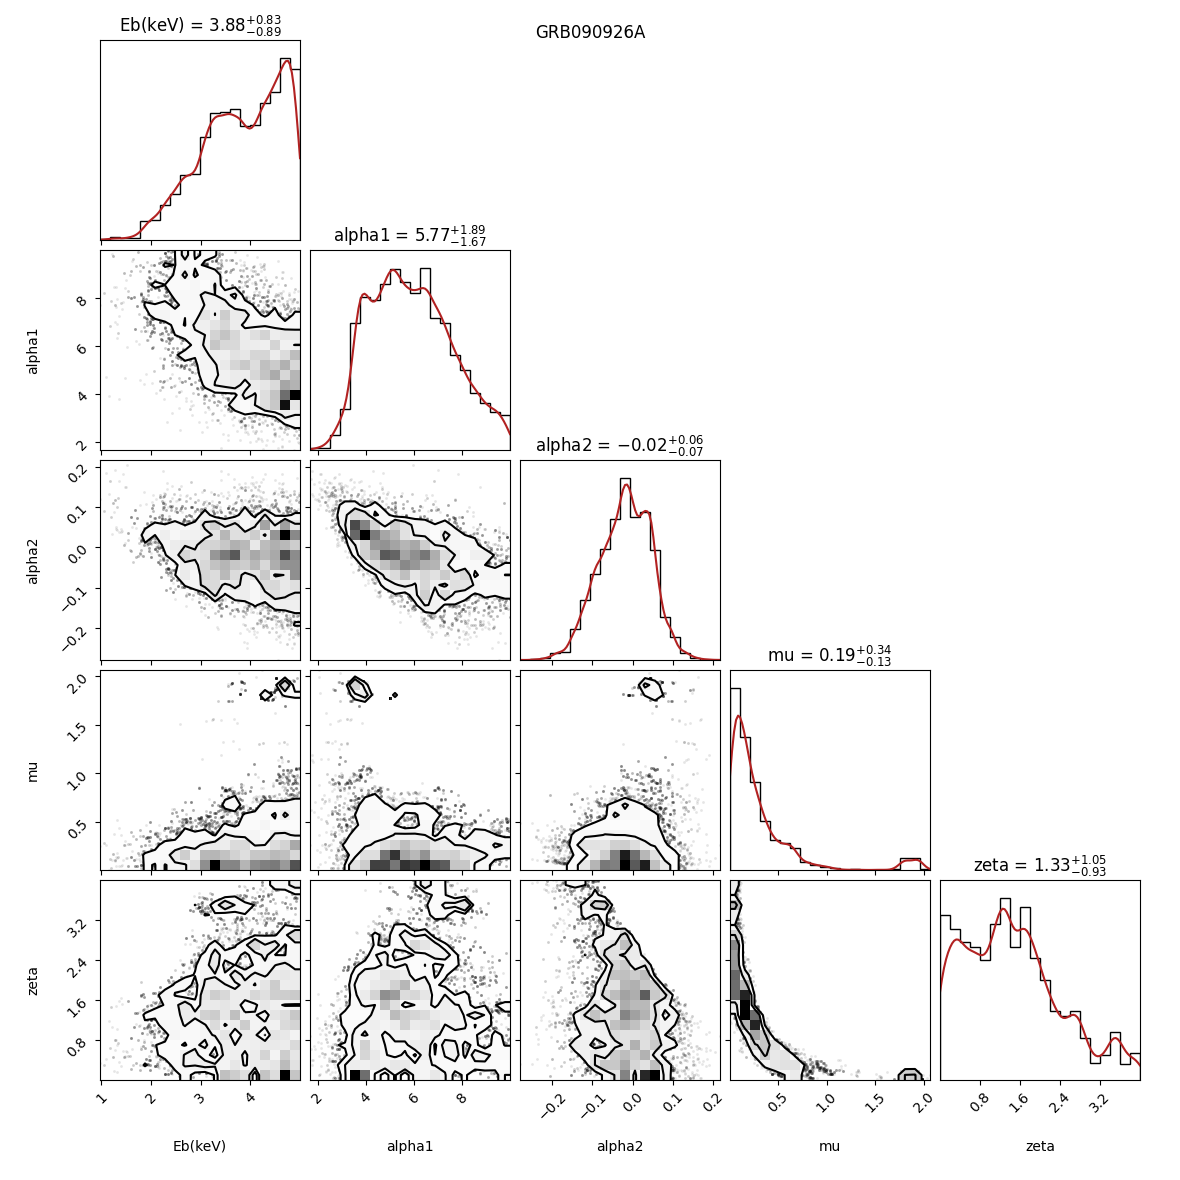 GRB090926A
Eb(keV) = 3.88^{+0.83}_{−0.89}
alpha1 = 5.77^{+1.89}_{−1.67}
8
6
4
2
alpha1
alpha2 = −0.02^{+0.06}_{−0.07}
0.2
0.1
0.0
−0.1
−0.2
alpha2
mu = 0.19^{+0.34}_{−0.13}
2.0
1.5
1.0
0.5
mu
zeta = 1.33^{+1.05}_{−0.93}
3.2
2.4
1.6
0.8
zeta
1 2 3 4 2 4 6 8 −0.2 −0.1 0.0 0.1 0.2 0.5 1.0 1.5 2.0 0.8 1.6 2.4 3.2
Eb(keV) alpha1 alpha2 mu zeta